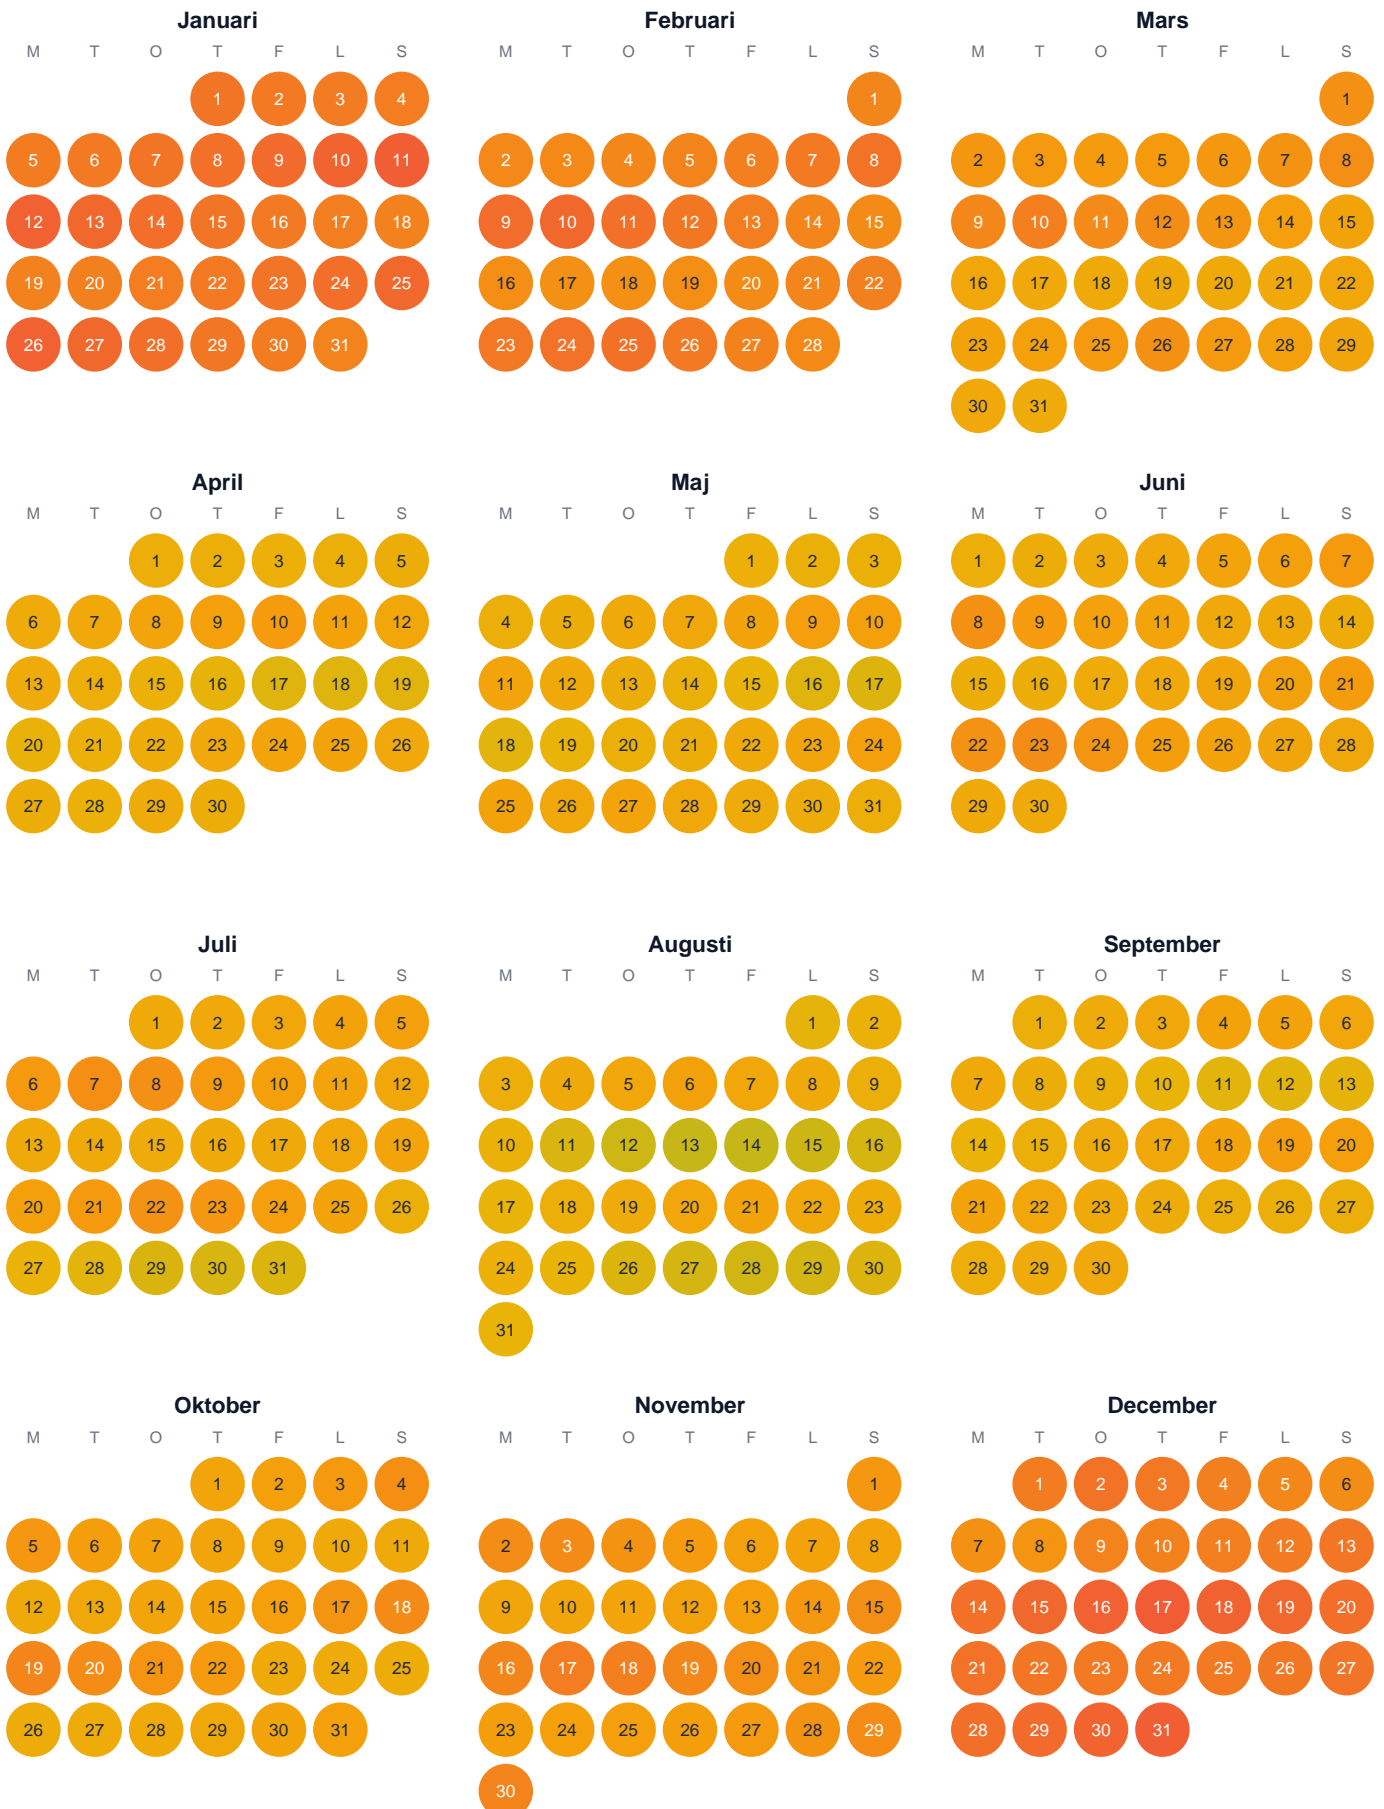 Januari Februari Mars
M T O T F L S M T O T F L S M T O T F L S
1 2 3 4 1 1
5 6 7 8 9 10 11 2 3 4 5 6 7 8 2 3 4 5 6 7 8
12 13 14 15 16 17 18 9 10 11 12 13 14 15 9 10 11 12 13 14 15
19 20 21 22 23 24 25 16 17 18 19 20 21 22 16 17 18 19 20 21 22
26 27 28 29 30 31 23 24 25 26 27 28 23 24 25 26 27 28 29
30 31
April Maj Juni
M T O T F L S M T O T F L S M T O T F L S
1 2 3 4 5 1 2 3 1 2 3 4 5 6 7
6 7 8 9 10 11 12 4 5 6 7 8 9 10 8 9 10 11 12 13 14
13 14 15 16 17 18 19 11 12 13 14 15 16 17 15 16 17 18 19 20 21
20 21 22 23 24 25 26 18 19 20 21 22 23 24 22 23 24 25 26 27 28
27 28 29 30 25 26 27 28 29 30 31 29 30
Juli Augusti September
M T O T F L S M T O T F L S M T O T F L S
1 2 3 4 5 1 2 1 2 3 4 5 6
6 7 8 9 10 11 12 3 4 5 6 7 8 9 7 8 9 10 11 12 13
13 14 15 16 17 18 19 10 11 12 13 14 15 16 14 15 16 17 18 19 20
20 21 22 23 24 25 26 17 18 19 20 21 22 23 21 22 23 24 25 26 27
27 28 29 30 31 24 25 26 27 28 29 30 28 29 30
31
Oktober November December
M T O T F L S M T O T F L S M T O T F L S
1 2 3 4 1 1 2 3 4 5 6
5 6 7 8 9 10 11 2 3 4 5 6 7 8 7 8 9 10 11 12 13
12 13 14 15 16 17 18 9 10 11 12 13 14 15 14 15 16 17 18 19 20
19 20 21 22 23 24 25 16 17 18 19 20 21 22 21 22 23 24 25 26 27
26 27 28 29 30 31 23 24 25 26 27 28 29 28 29 30 31
30